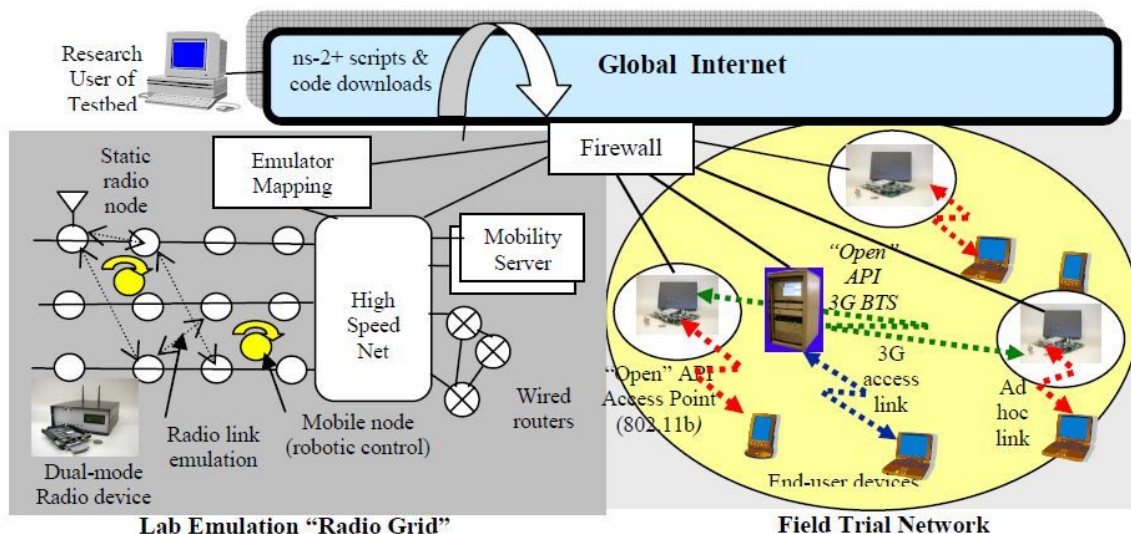 Research
User of
Testbed
ns-2+ scripts &
code downloads
Global Internet
Static
radio
node
Emulator
Mapping
Firewall
Mobility
Server
High
Speed
Net
Wired
routers
Radio link
emulation
Mobile node
(robotic control)
Dual-mode
Radio device
Lab Emulation "Radio Grid"
"Open"
API
3G BTS
"Open" API
Access Point
(802.11b)
3G
access
link
Ad
hoc
link
End-user devices
Field Trial Network